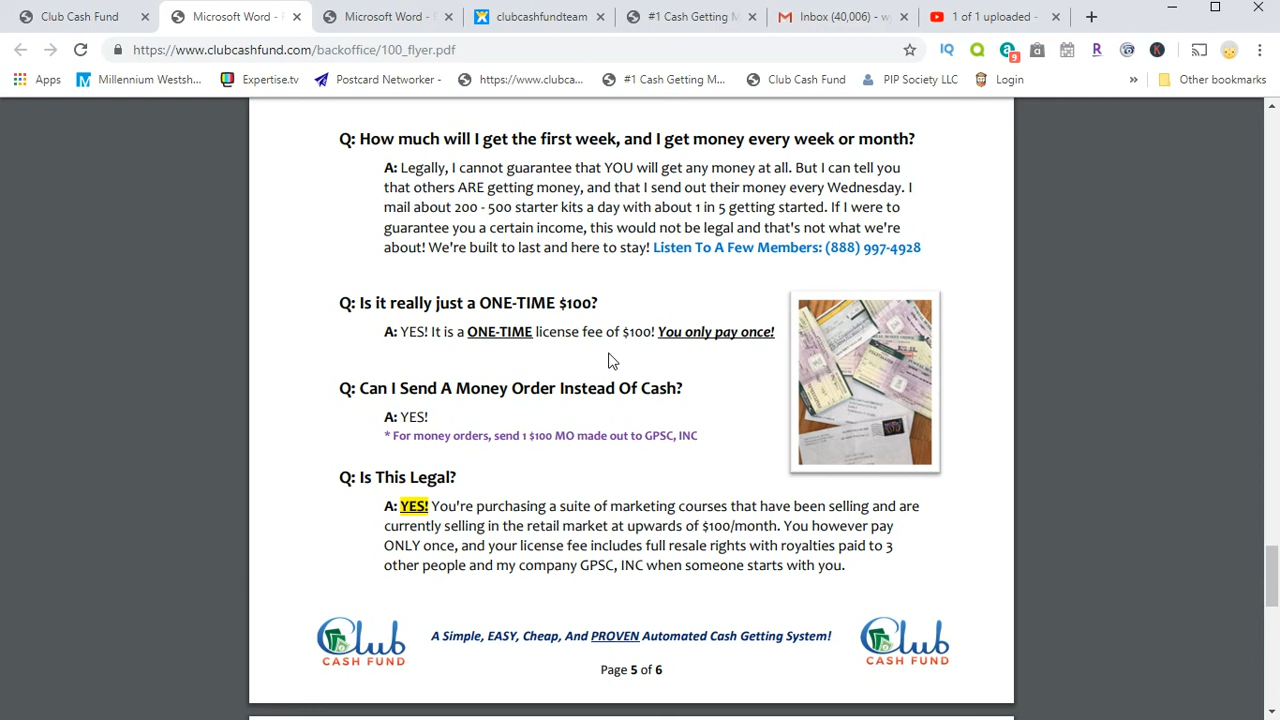 Club Cash Fund
Microsoft Word - F
Microsoft Word - F
clubcashfundteam
#1 Cash Getting M
Inbox (40,006) - w
1 of 1 uploaded -
https://www.clubcashfund.com/backoffice/100_flyer.pdf
Apps
Millennium Westsh...
Expertise.tv
Postcard Networker -
https://www.clubca...
#1 Cash Getting M...
Club Cash Fund
PIP Society LLC
Login
»
Other bookmarks
Q: How much will I get the first week, and I get money every week or month?
A: Legally, I cannot guarantee that YOU will get any money at all. But I can tell you
that others ARE getting money, and that I send out their money every Wednesday. I
mail about 200 - 500 starter kits a day with about 1 in 5 getting started. If I were to
guarantee you a certain income, this would not be legal and that's not what we're
about! We're built to last and here to stay! Listen To A Few Members: (888) 997-4928
Q: Is it really just a ONE-TIME $100?
A: YES! It is a ONE-TIME license fee of $100! You only pay once!
Q: Can I Send A Money Order Instead Of Cash?
A: YES!
* For money orders, send 1 $100 MO made out to GPSC, INC
Q: Is This Legal?
A: YES! You're purchasing a suite of marketing courses that have been selling and are
currently selling in the retail market at upwards of $100/month. You however pay
ONLY once, and your license fee includes full resale rights with royalties paid to 3
other people and my company GPSC, INC when someone starts with you.
Club
CASH FUND
A Simple, EASY, Cheap, And PROVEN Automated Cash Getting System!
Club
CASH FUND
Page 5 of 6